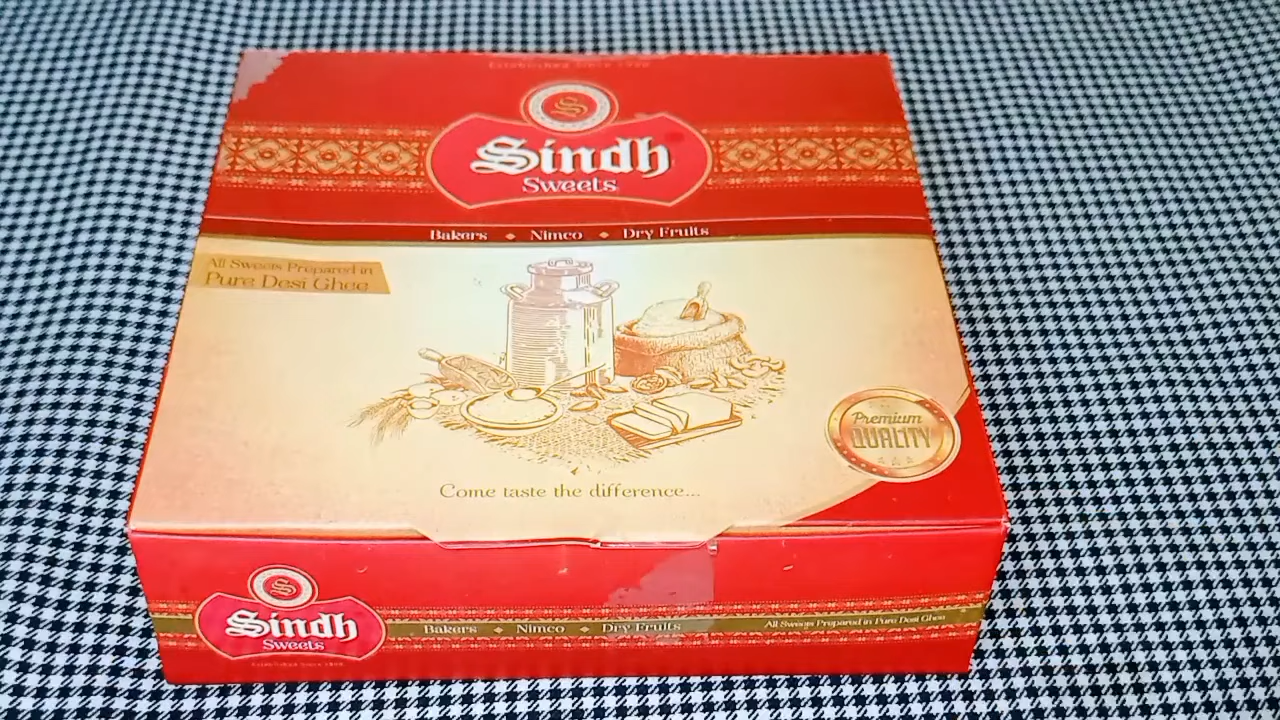 S
Sindh
Sweets
Bakers ◆ Nimco ◆ Dry Fruits
All Sweets Prepared in
Pure Desi Ghee
Premium
QUALITY
Come taste the difference...
S
Sindh
Sweets
Bakers ◆ Nimco ◆ Dry Fruits
All Sweets Prepared in Pure Desi Ghee